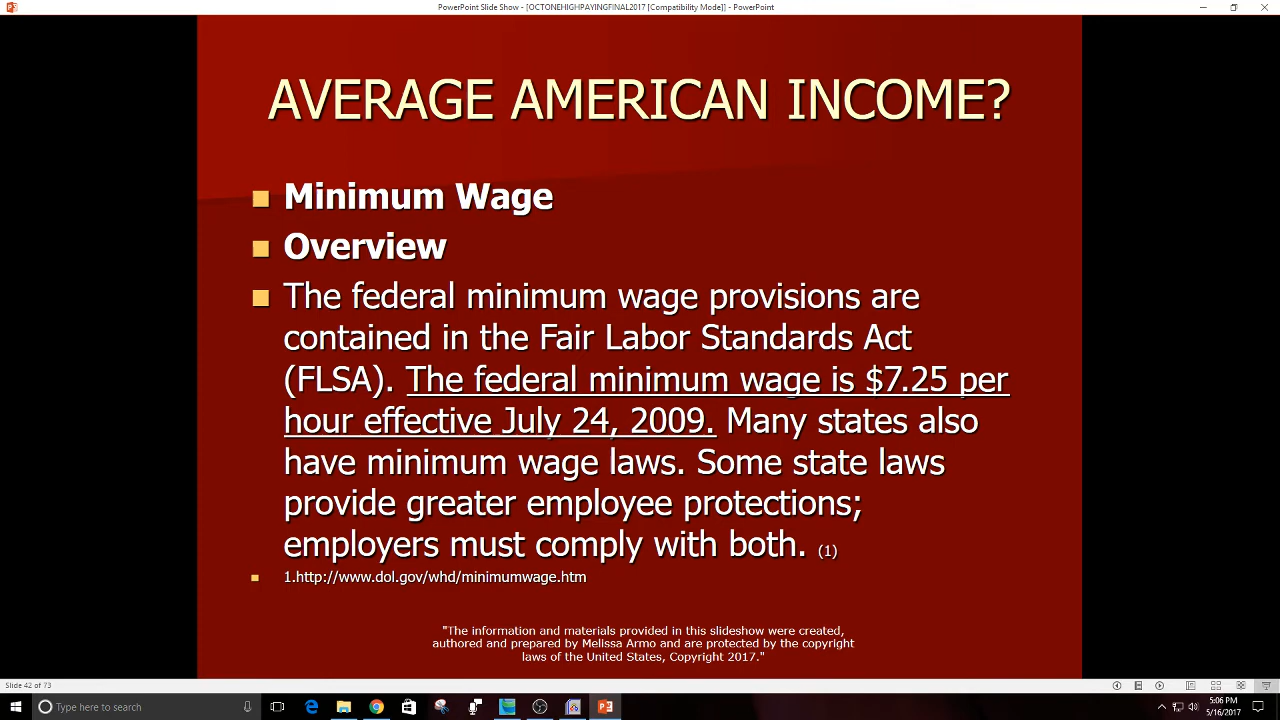 PowerPoint Slide Show - [OCTONEHIGHPAYINGFINAL2017 [Compatibility Mode]] - PowerPoint
AVERAGE AMERICAN INCOME?
Minimum Wage
Overview
The federal minimum wage provisions are
contained in the Fair Labor Standards Act
(FLSA). The federal minimum wage is $7.25 per
hour effective July 24, 2009. Many states also
have minimum wage laws. Some state laws
provide greater employee protections;
employers must comply with both. (1)
1.http://www.dol.gov/whd/minimumwage.htm
"The information and materials provided in this slideshow were created,
authored and prepared by Melissa Armo and are protected by the copyright
laws of the United States, Copyright 2017."
Slide 42 of 73
Type here to search
5:06 PM
5/16/2017